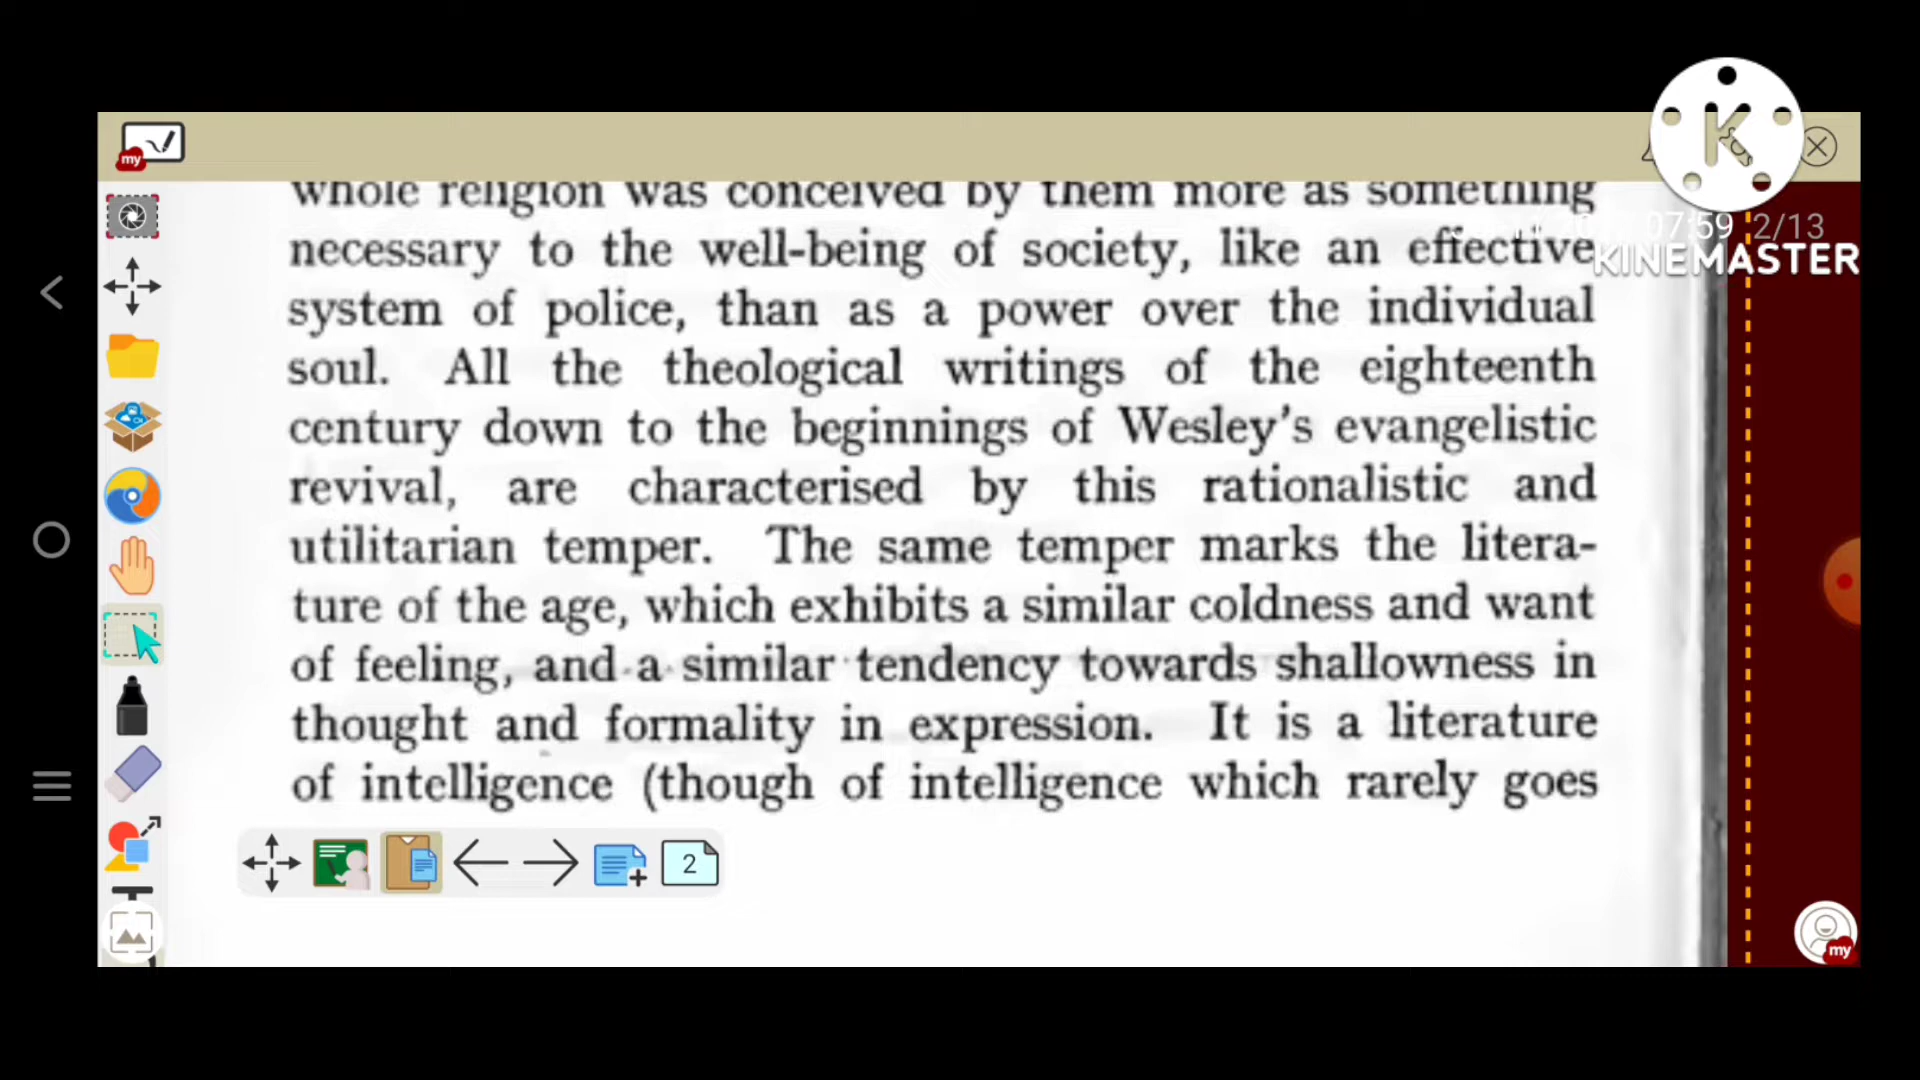 whole religion was conceived by them more as something
necessary to the well-being of society, like an effective
system of police, than as a power over the individual
soul. All the theological writings of the eighteenth
century down to the beginnings of Wesley's evangelistic
revival, are characterised by this rationalistic and
utilitarian temper. The same temper marks the litera-
ture of the age, which exhibits a similar coldness and want
of feeling, and a similar tendency towards shallowness in
thought and formality in expression. It is a literature
of intelligence (though of intelligence which rarely goes
my
K
07:59 2/13
KINEMASTER
2
my